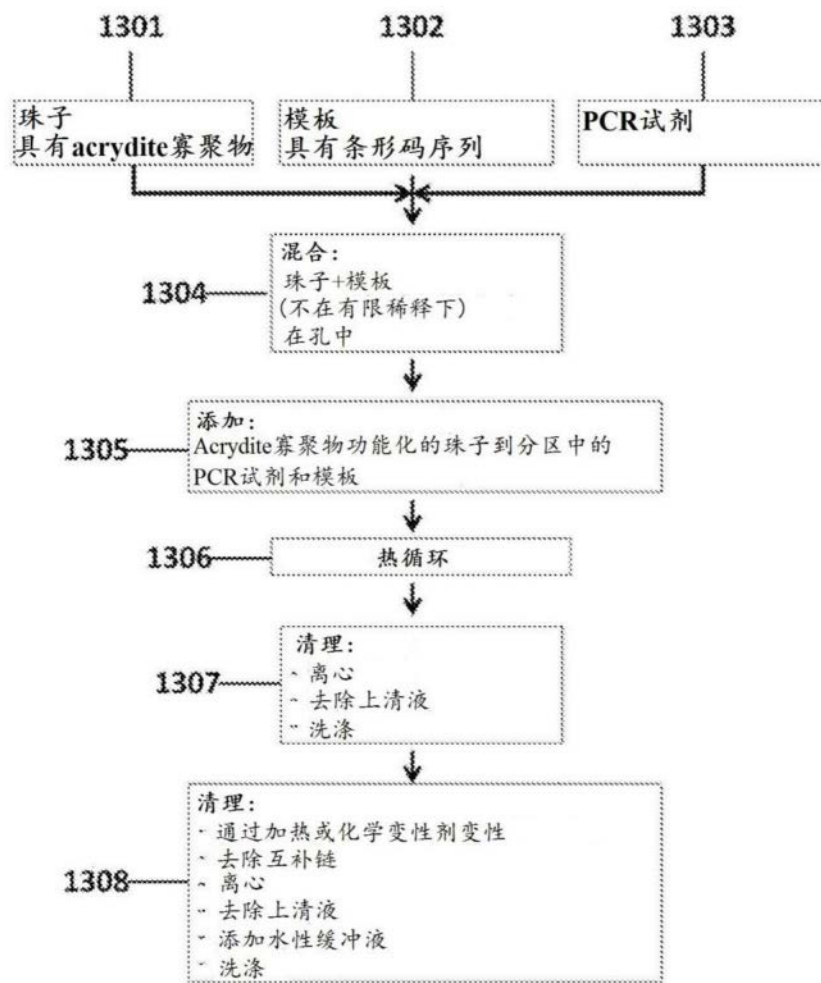 1301
1302
1303
珠子
具有acrydite寡聚物
模板
具有条形码序列
PCR试剂
混合:
珠子+模板
(不在有限稀释下)
在孔中
1304
添加:
Acrydite寡聚物功能化的珠子到分区中的
PCR试剂和模板
1305
1306
热循环
清理:
- 离心
- 去除上清液
- 洗涤
1307
清理:
- 通过加热或化学变性剂变性
- 去除互补链
- 离心
- 去除上清液
- 添加水性缓冲液
- 洗涤
1308